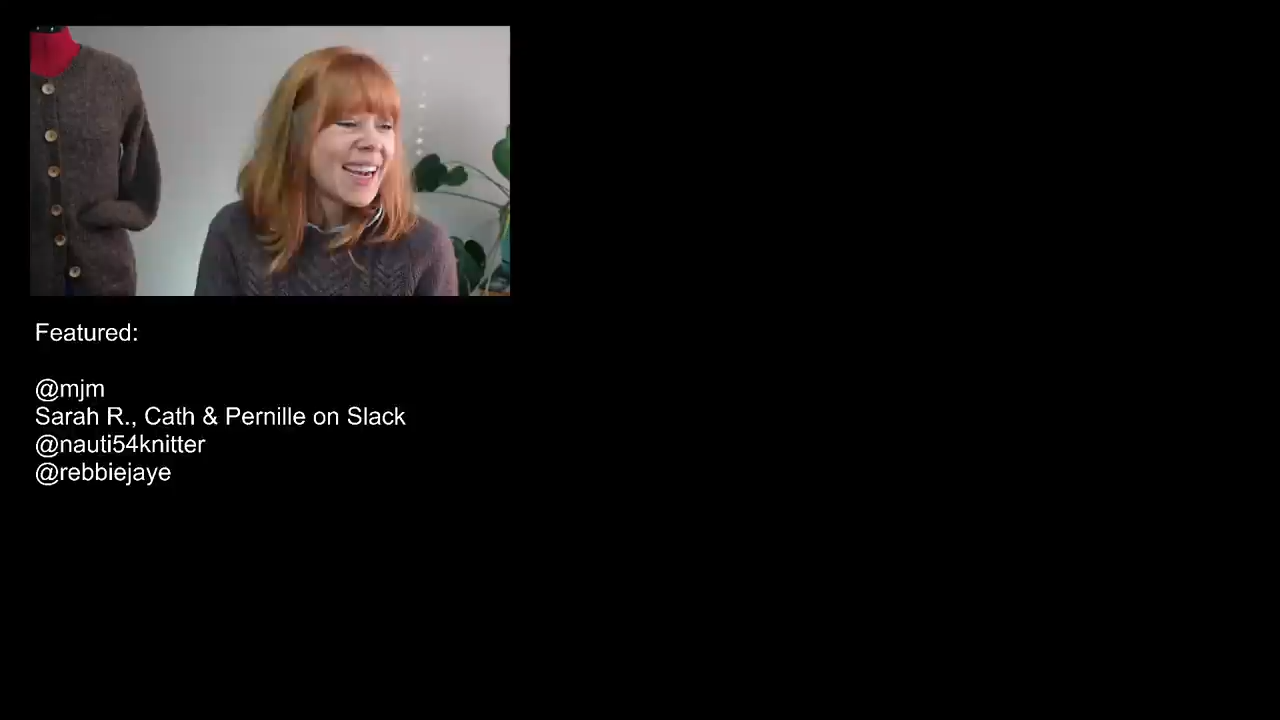 Featured:
@mjm
Sarah R., Cath & Pernille on Slack
@nauti54knitter
@rebbiejaye